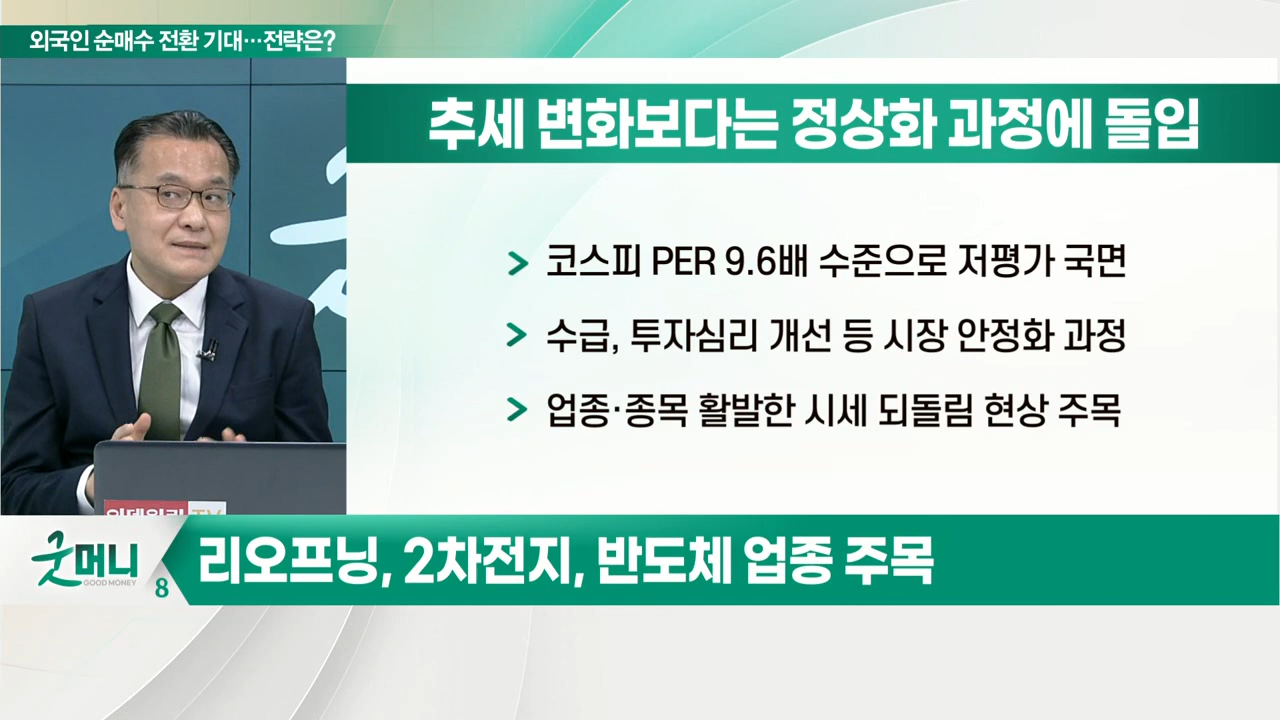 외국인 순매수 전환 기대…전략은?
추세 변화보다는 정상화 과정에 돌입
> 코스피 PER 9.6배 수준으로 저평가 국면
> 수급, 투자심리 개선 등 시장 안정화 과정
> 업종·종목 활발한 시세 되돌림 현상 주목
굿머니
GOOD MONEY
8
리오프닝, 2차전지, 반도체 업종 주목